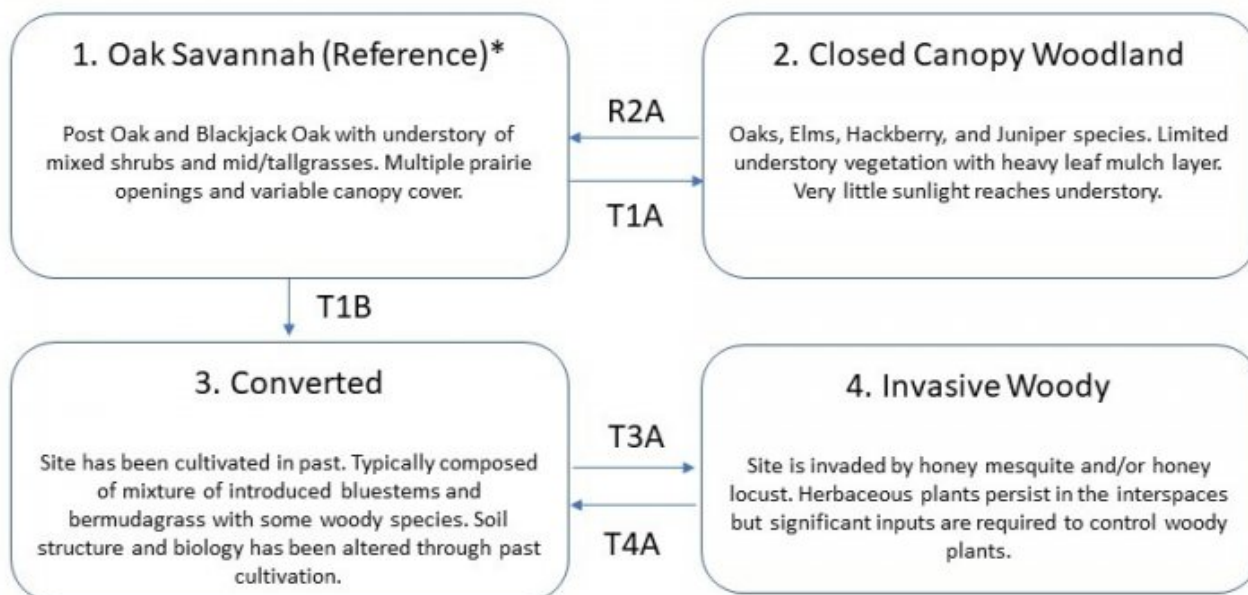 1. Oak Savannah (Reference)*
Post Oak and Blackjack Oak with understory of
mixed shrubs and mid/tallgrasses. Multiple prairie
openings and variable canopy cover.
R2A
T1A
2. Closed Canopy Woodland
Oaks, Elms, Hackberry, and Juniper species. Limited
understory vegetation with heavy leaf mulch layer.
Very little sunlight reaches understory.
T1B
3. Converted
Site has been cultivated in past. Typically composed
of mixture of introduced bluestems and
bermudagrass with some woody species. Soil
structure and biology has been altered through past
cultivation.
T3A
T4A
4. Invasive Woody
Site is invaded by honey mesquite and/or honey
locust. Herbaceous plants persist in the interspaces
but significant inputs are required to control woody
plants.